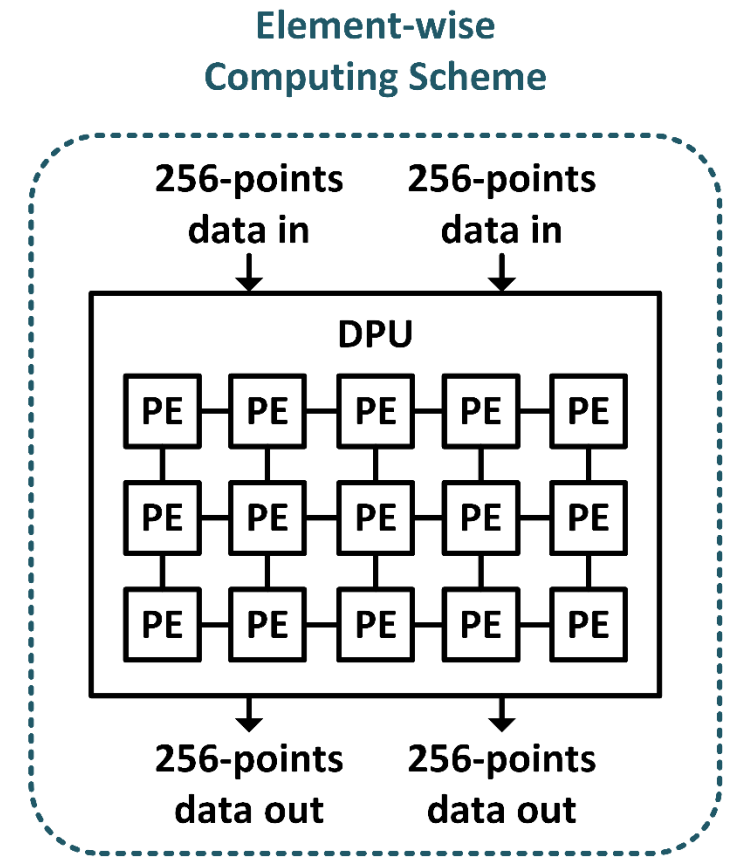 Element-wise
Computing Scheme
256-points 256-points
data in data in
DPU
PE PE PE PE PE
PE PE PE PE PE
PE PE PE PE PE
256-points 256-points
data out data out